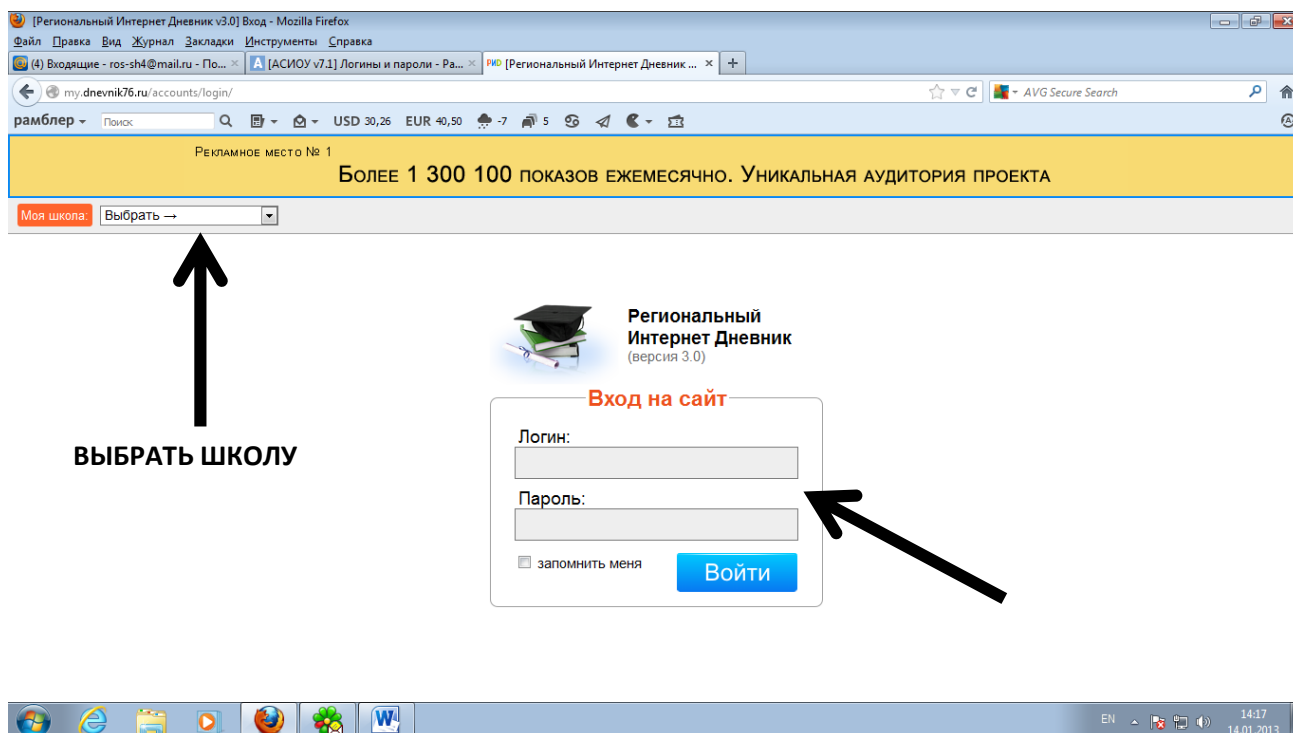 [Региональный Интернет Дневник v3.0] Вход - Mozilla Firefox
Файл Правка Вид Журнал Закладки Инструменты Справка
(4) Входящие - ros-sh4@mail.ru - По... × [АСИОУ v7.1] Логины и пароли - Ра... × РИD [Региональный Интернет Дневник ... × +
my.dnevnik76.ru/accounts/login/ AVG Secure Search
рамблер Поиск USD 30,26 EUR 40,50 -7 5
Рекламное место № 1
Более 1 300 100 показов ежемесячно. Уникальная аудитория проекта
Моя школа: Выбрать →
Региональный
Интернет Дневник
(версия 3.0)
Вход на сайт
Логин:
ВЫБРАТЬ ШКОЛУ
Пароль:
запомнить меня Войти
EN 14:17
14.01.2013